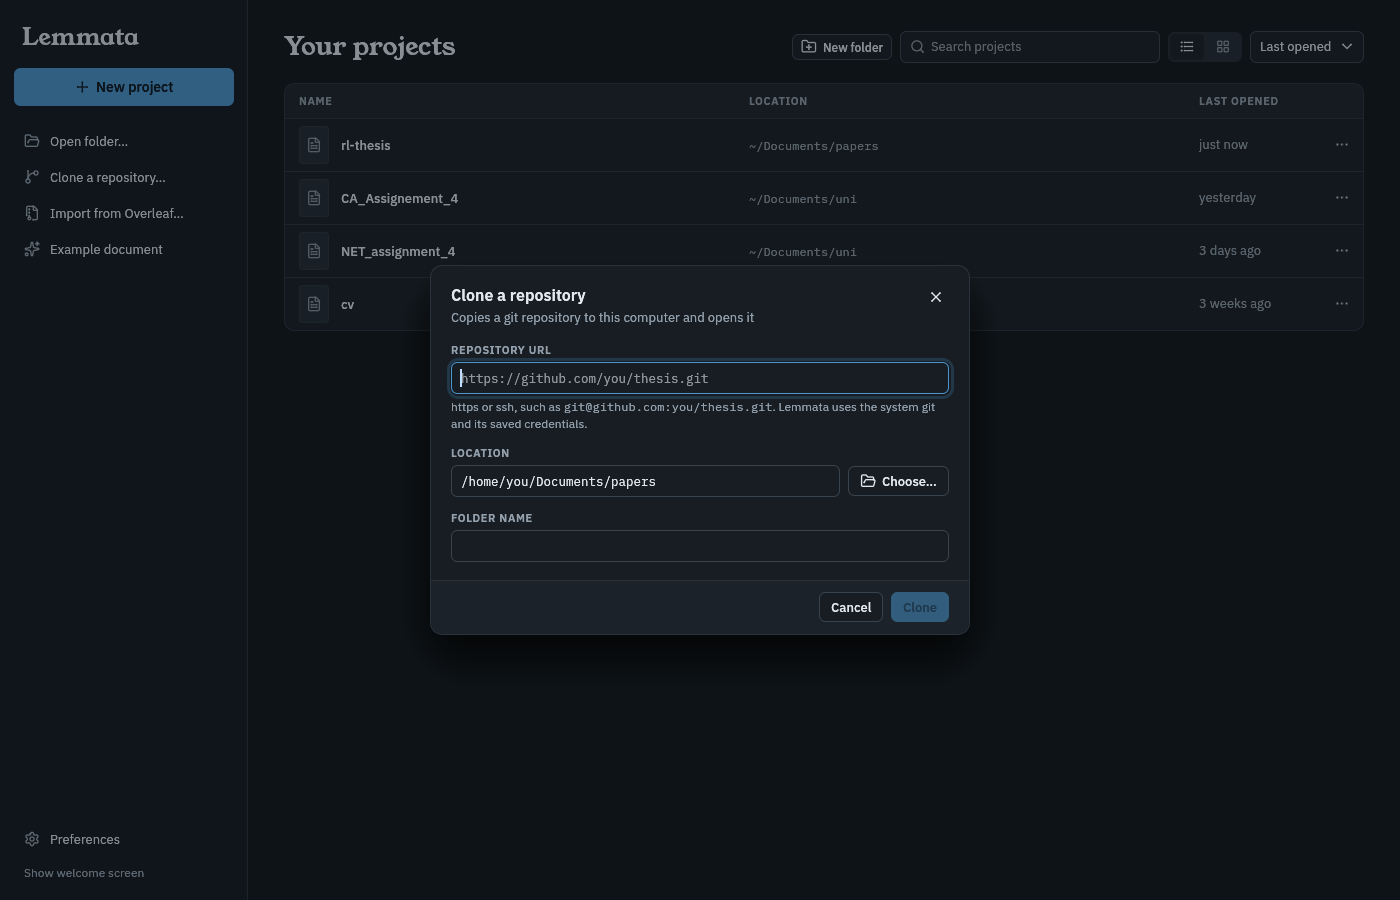 Lemmata
New project
Open folder...
Clone a repository...
Import from Overleaf...
Example document
Preferences
Show welcome screen
Your projects
New folder
Search projects
Last opened
NAME LOCATION LAST OPENED
rl-thesis ~/Documents/papers just now
CA_Assignement_4 ~/Documents/uni yesterday
NET_assignment_4 ~/Documents/uni 3 days ago
cv 3 weeks ago
Clone a repository
Copies a git repository to this computer and opens it
REPOSITORY URL
https://github.com/you/thesis.git
https or ssh, such as git@github.com:you/thesis.git. Lemmata uses the system git
and its saved credentials.
LOCATION
/home/you/Documents/papers
Choose...
FOLDER NAME
Cancel
Clone